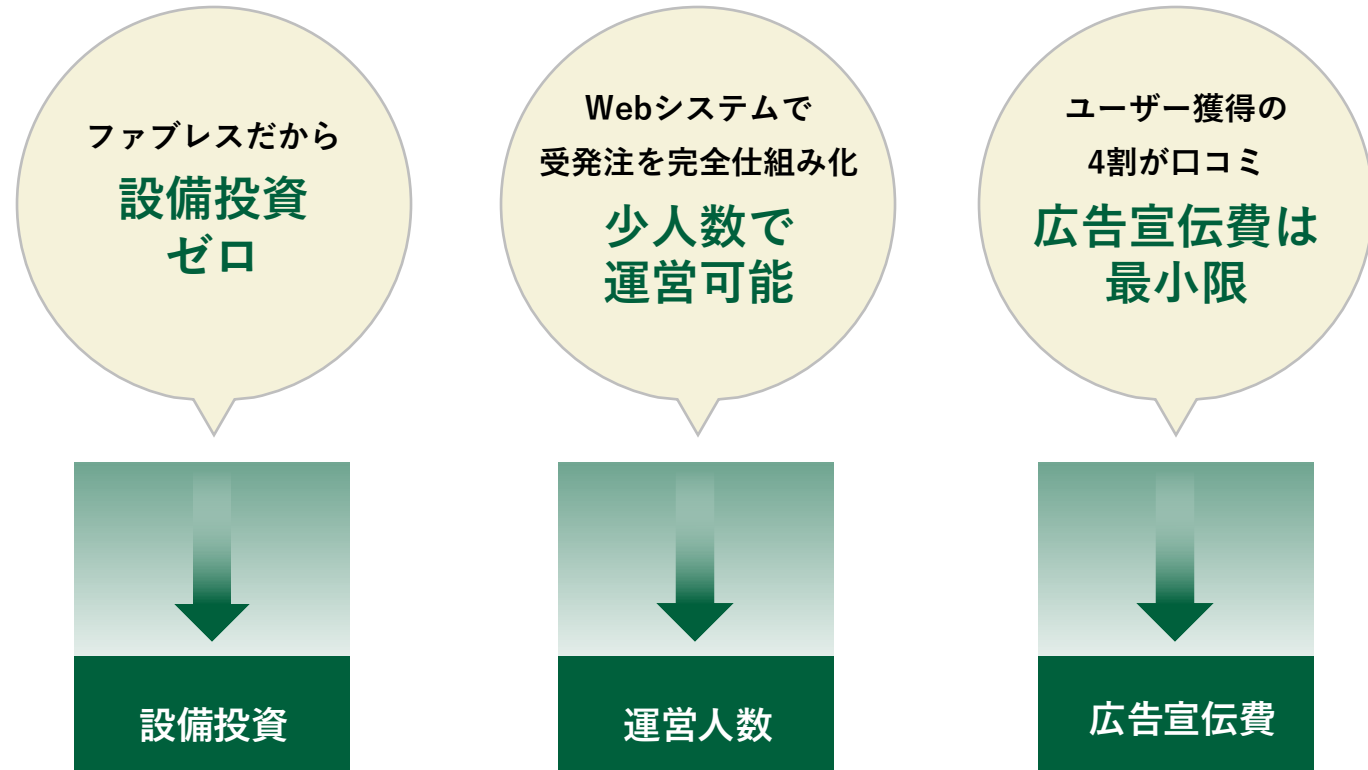 ファブレスだから
設備投資
ゼロ
Webシステムで
受発注を完全仕組み化
少人数で
運営可能
ユーザー獲得の
4割が口コミ
広告宣伝費は
最小限
設備投資
運営人数
広告宣伝費